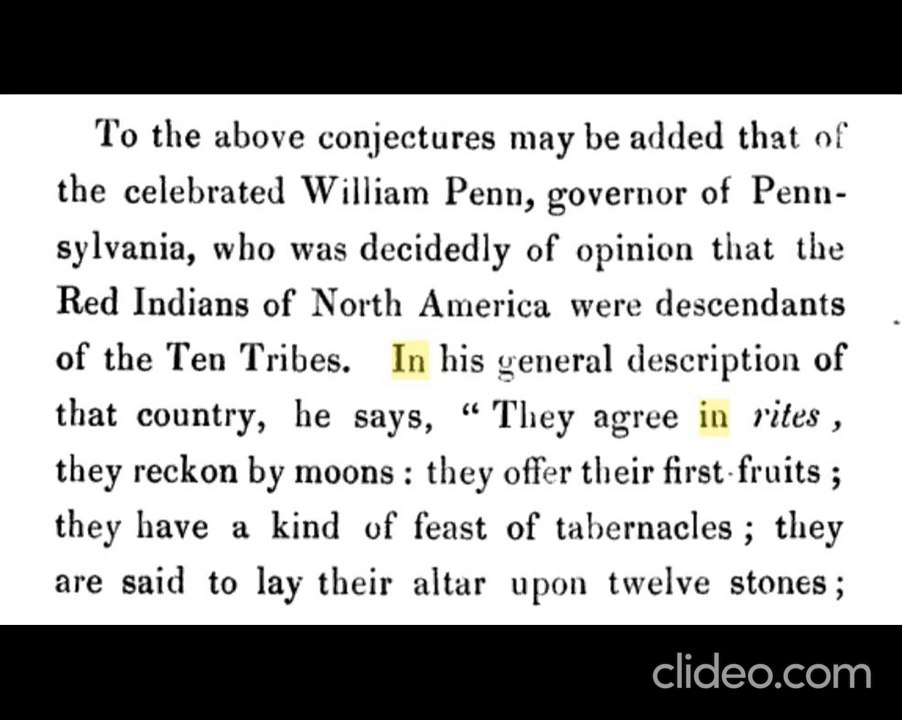 To the above conjectures may be added that of
the celebrated William Penn, governor of Penn-
sylvania, who was decidedly of opinion that the
Red Indians of North America were descendants
of the Ten Tribes. In his general description of
that country, he says, “ They agree in rites ,
they reckon by moons : they offer their first-fruits ;
they have a kind of feast of tabernacles ; they
are said to lay their altar upon twelve stones ;
clideo.com